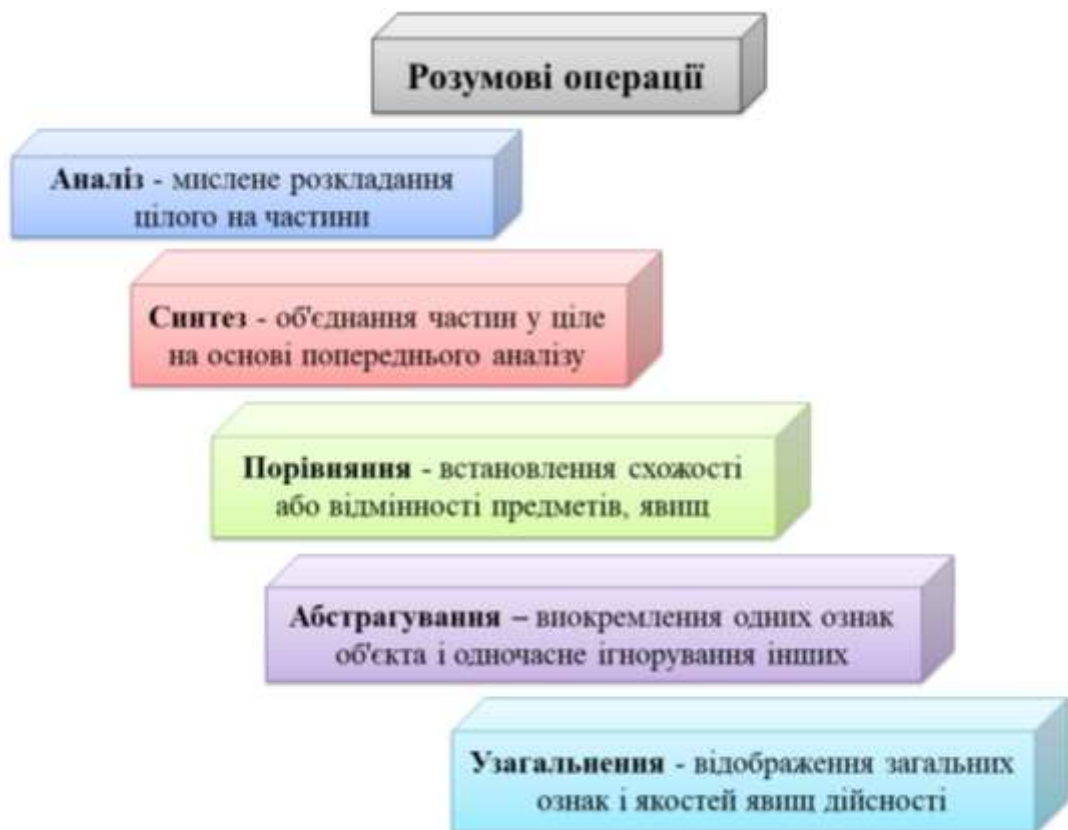 Розумові операції
Аналіз - мислене розкладання
цілого на частини
Синтез - об'єднання частин у ціле
на основі попереднього аналізу
Порівняння - встановлення схожості
або відмінності предметів, явищ
Абстрагування – виокремлення одних ознак
об'єкта і одночасне ігнорування інших
Узагальнення - відображення загальних
ознак і якостей явищ дійсності